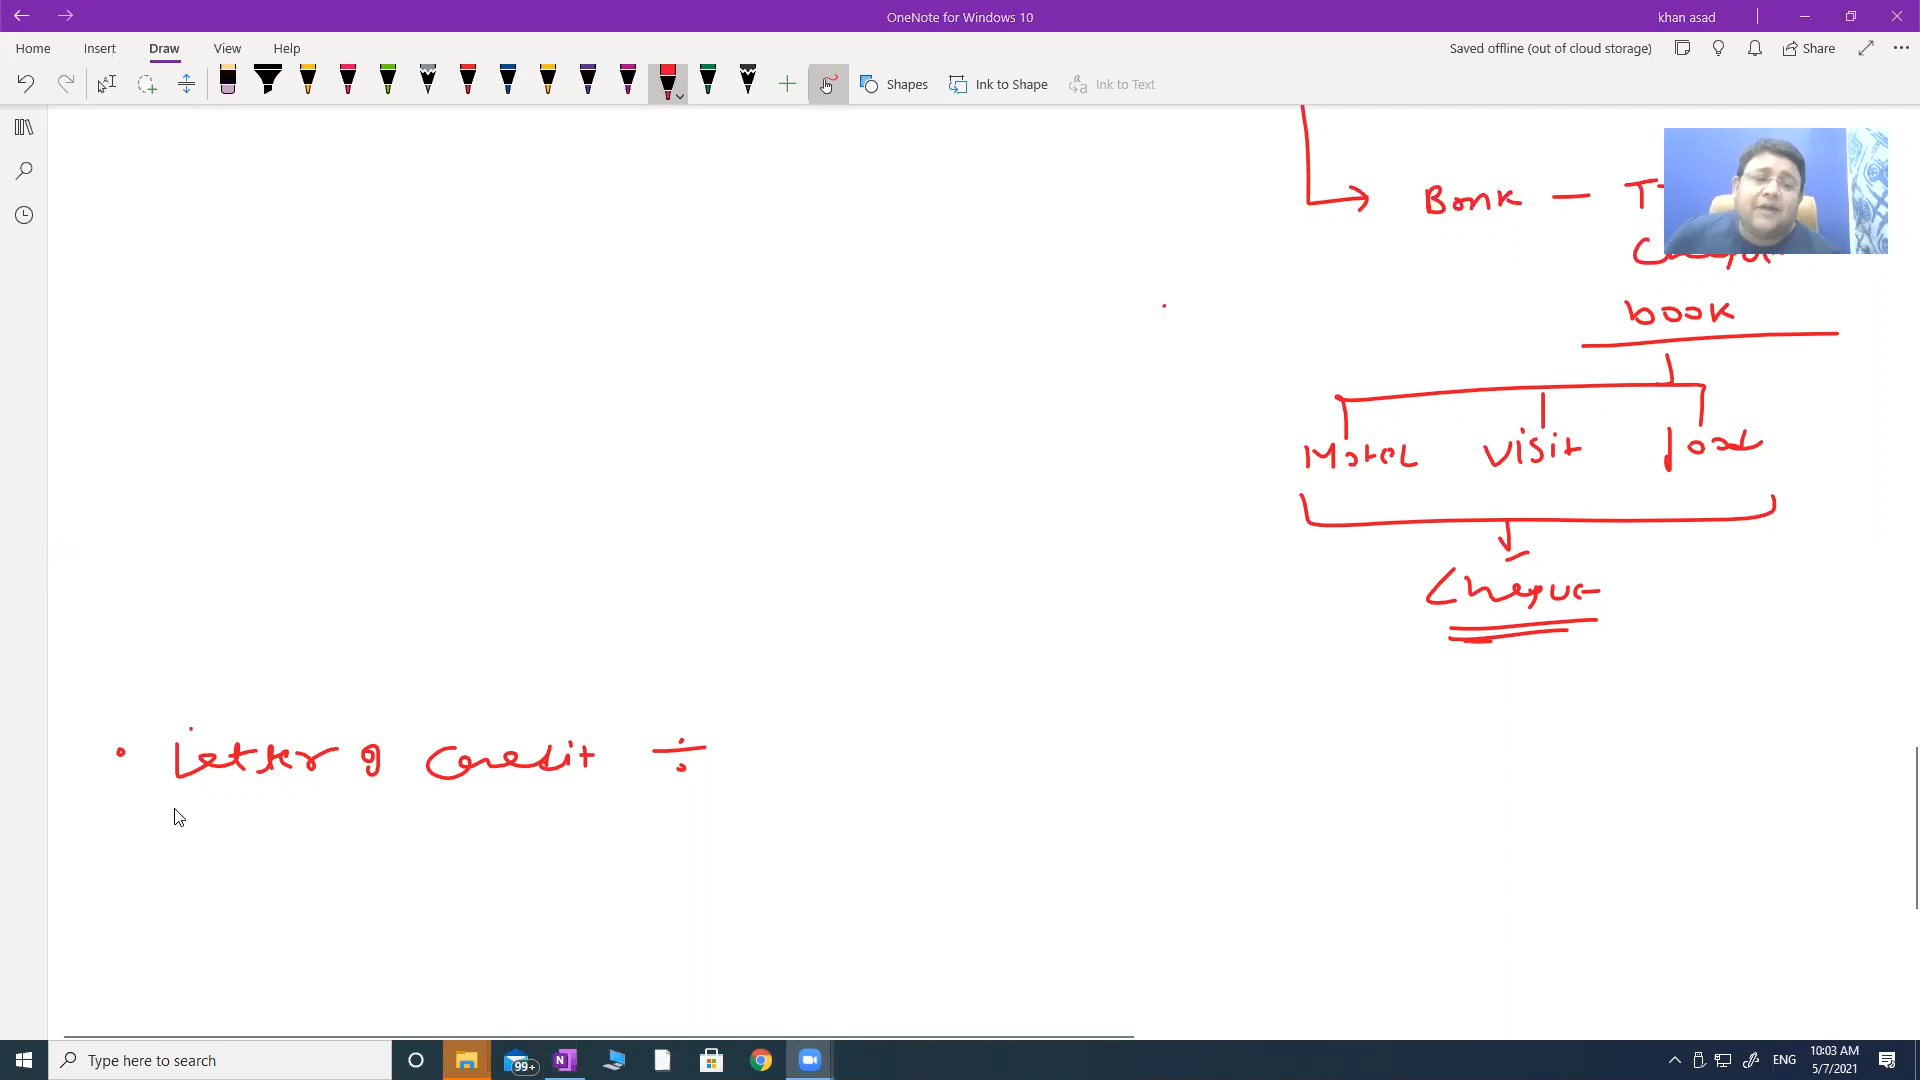 OneNote for Windows 10
khan asad
Home Insert Draw View Help
Saved offline (out of cloud storage)
Share
Shapes
Ink to Shape
Ink to Text
Bank — T
book
Hotel Visit food
Cheque
• Letter of Credit ÷
Type here to search
99+
ENG
10:03 AM
5/7/2021